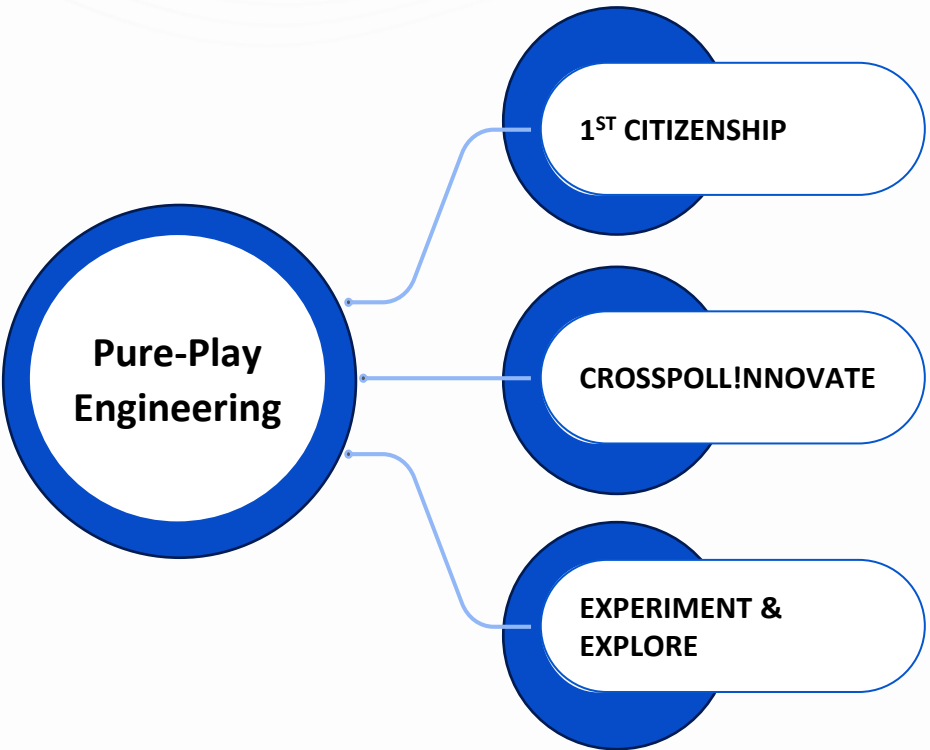 Pure-Play
Engineering
1ST CITIZENSHIP
CROSSPOLL!NNOVATE
EXPERIMENT &
EXPLORE